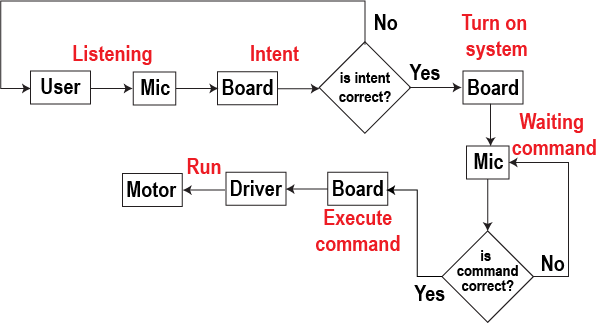 No
Turn on
system
Listening
Intent
User
Mic
Board
is intent
correct?
Yes
Board
Waiting
command
Mic
Run
Motor
Driver
Board
Execute
command
is
command
correct?
Yes
No